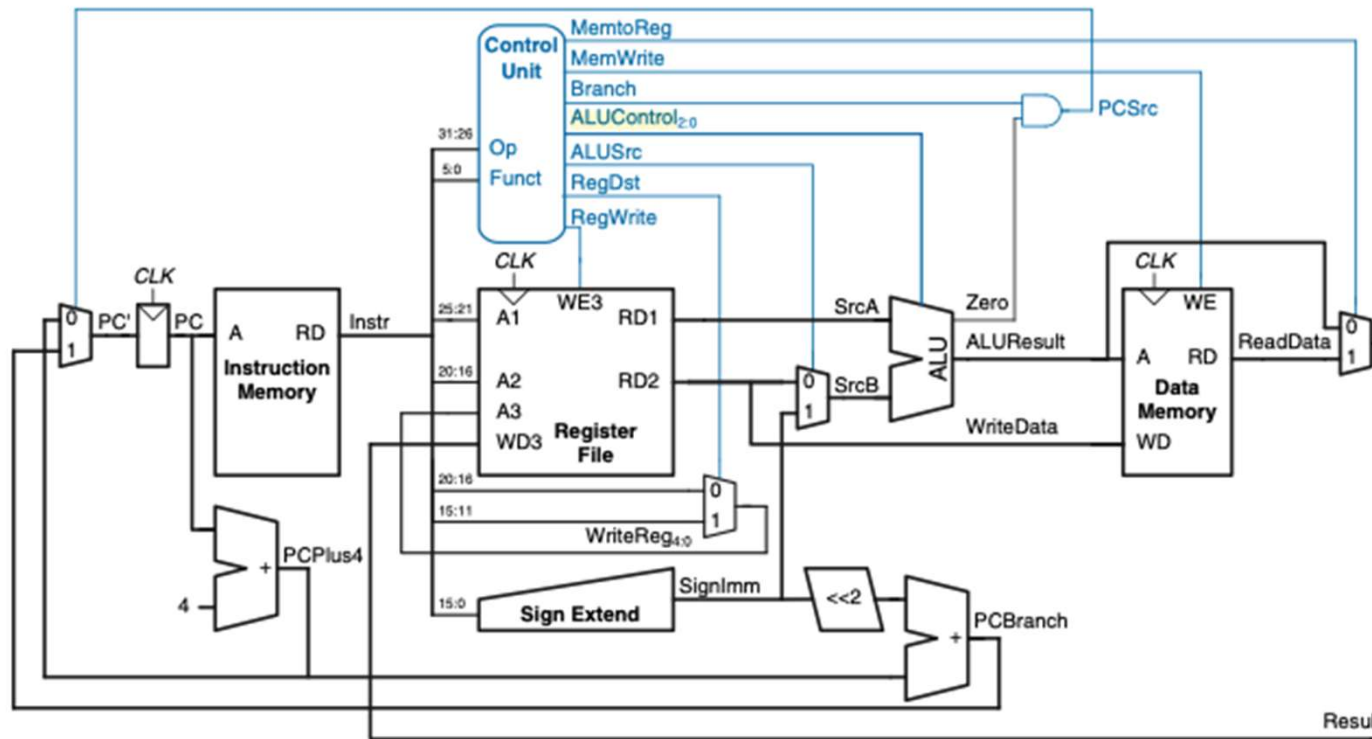 MemtoReg
Control
Unit
MemWrite
Branch
PCSrc
ALUControl2:0
31:26
Op
ALUSrc
5:0
Funct
RegDst
RegWrite
CLK
CLK
CLK
0
1
PC'
PC
A
RD
Instruction
Memory
Instr
25:21
A1
WE3
RD1
SrcA
Zero
WE
20:16
A2
RD2
0
1
SrcB
ALU
ALUResult
A
RD
ReadData
0
1
Data
Memory
A3
WD3
Register
File
WriteData
WD
20:16
0
15:11
1
WriteReg4:0
PCPlus4
+
4
SignImm
15:0
Sign Extend
<<2
PCBranch
+